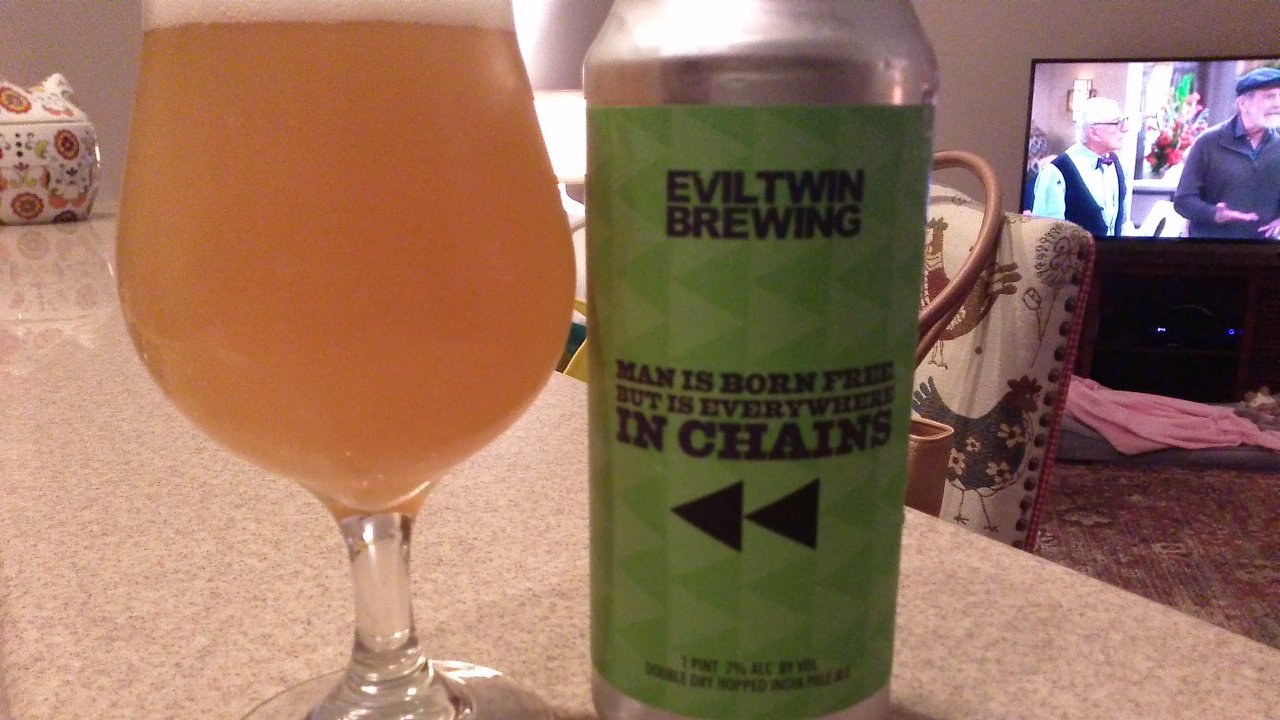 EVILTWIN
BREWING
MAN IS BORN FREE
BUT IS EVERYWHERE
IN CHAINS
1 PINT 7% ALC BY VOL
DOUBLE DRY HOPPED INDIA PALE ALE